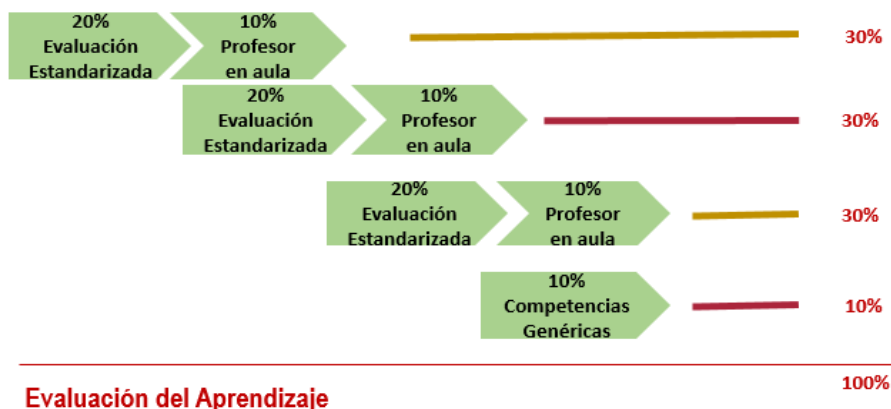 20%
Evaluación
Estandarizada
10%
Profesor
en aula
30%
20%
Evaluación
Estandarizada
10%
Profesor
en aula
30%
20%
Evaluación
Estandarizada
10%
Profesor
en aula
30%
10%
Competencias
Genéricas
10%
100%
Evaluación del Aprendizaje